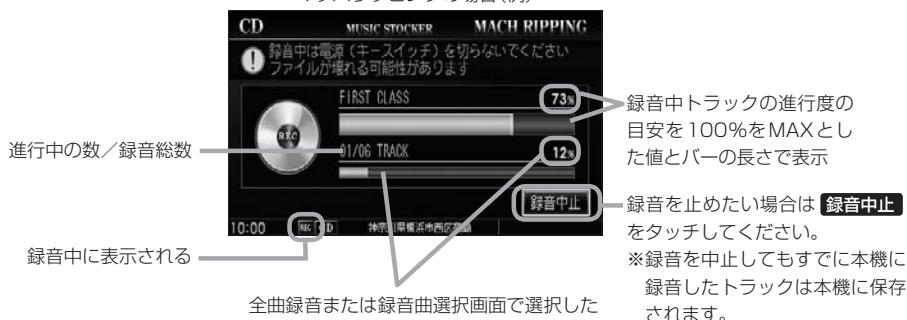 CD MUSIC STOCKER MACH RIPPING
録音中は電源（キースイッチ）を切らないでください
ファイルが壊れる可能性があります
FIRST CLASS 73%
REC
01/06 TRACK 12%
録音中止
10:00 REC CD 神奈川県横浜市西区
進行中の数／録音総数
録音中に表示される
録音中トラックの進行度の
目安を100％をMAXとし
た値とバーの長さで表示
録音を止めたい場合は 録音中止
をタッチしてください。
※録音を中止してもすでに本機に
録音したトラックは本機に保存
されます。
全曲録音または録音曲選択画面で選択した